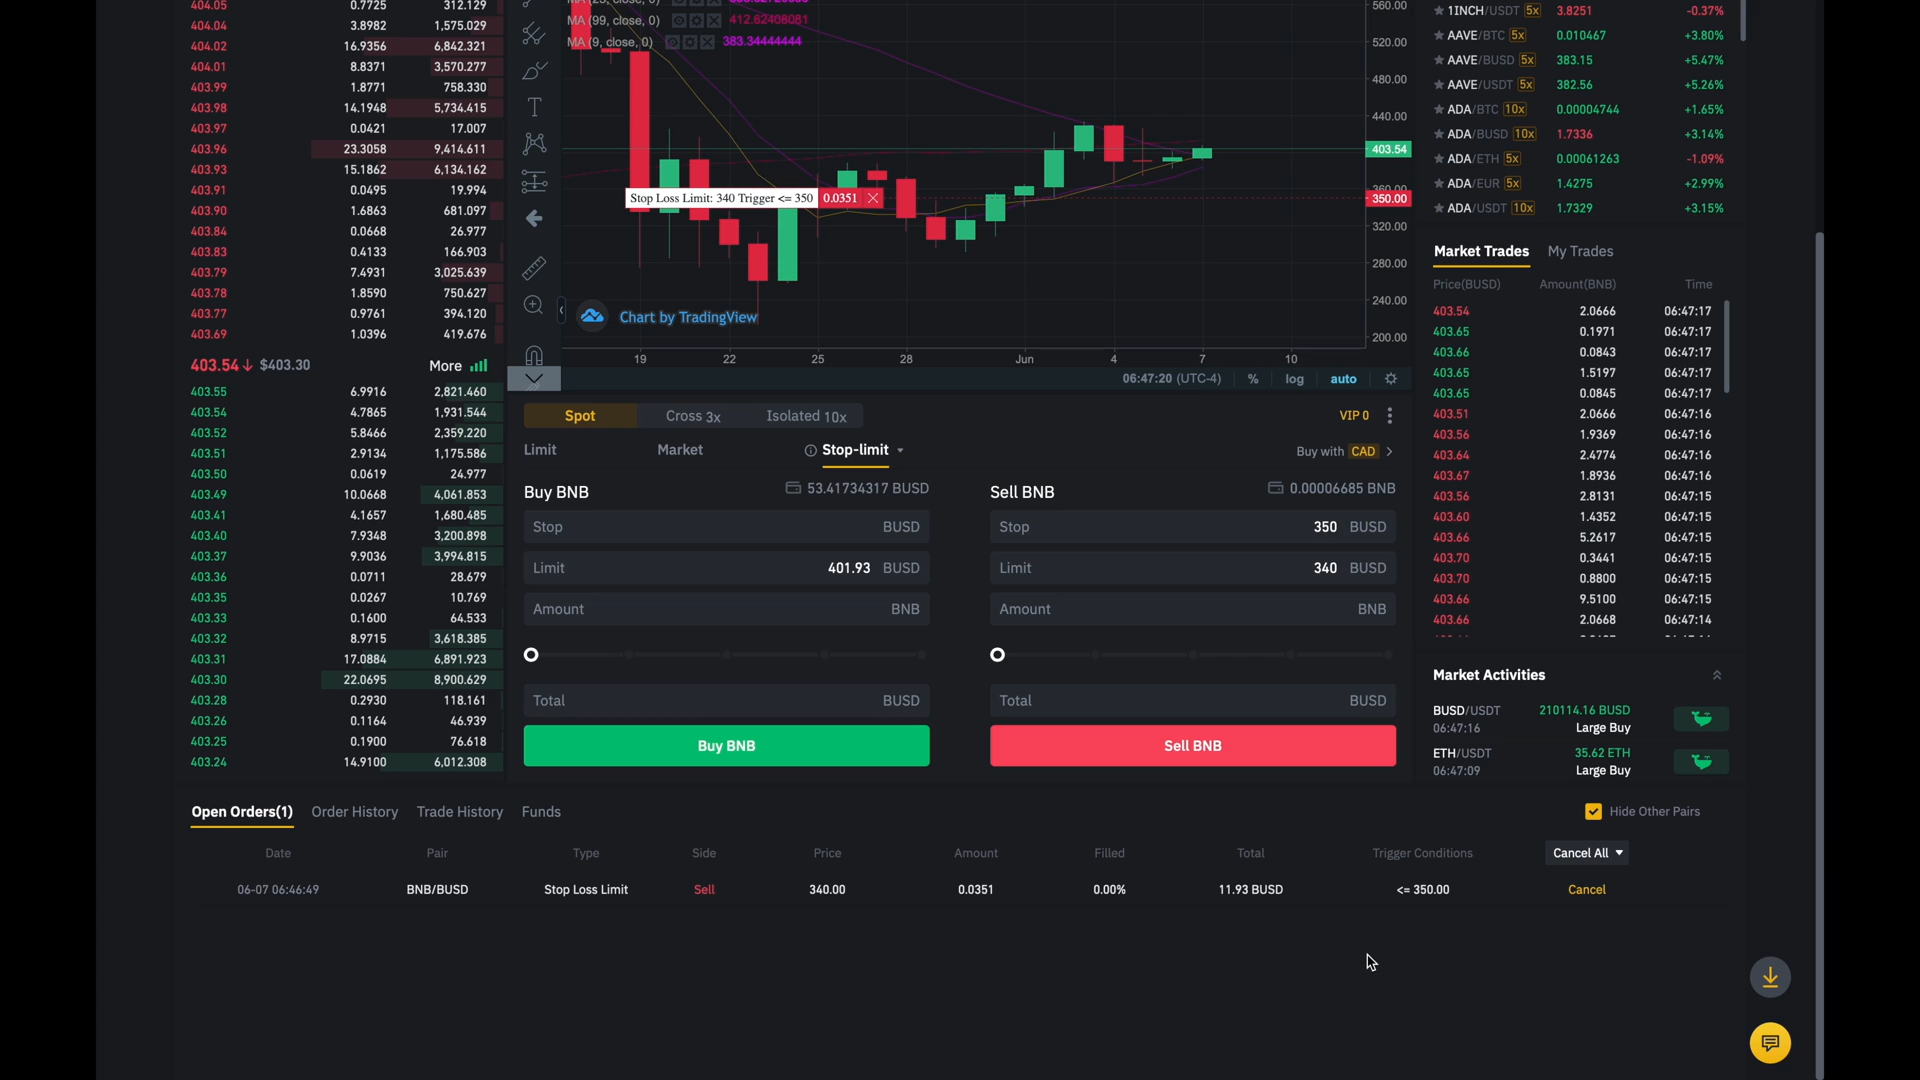 404.05 0.7725 312.129
404.04 3.8982 1,575.029
404.02 16.9356 6,842.321
404.01 8.8371 3,570.277
403.99 1.8771 758.330
403.98 14.1948 5,734.415
403.97 0.0421 17.007
403.96 23.3058 9,414.611
403.93 15.1862 6,134.162
403.91 0.0495 19.994
403.90 1.6863 681.097
403.84 0.0668 26.977
403.83 0.4133 166.903
403.79 7.4931 3,025.639
403.78 1.8590 750.627
403.77 0.9761 394.120
403.69 1.0396 419.676
403.54↓ $403.30 More
403.55 6.9916 2,821.460
403.54 4.7865 1,931.544
403.52 5.8466 2,359.220
403.51 2.9134 1,175.586
403.50 0.0619 24.977
403.49 10.0668 4,061.853
403.41 4.1657 1,680.485
403.40 7.9348 3,200.898
403.37 9.9036 3,994.815
403.36 0.0711 28.679
403.35 0.0267 10.769
403.33 0.1600 64.533
403.32 8.9715 3,618.385
403.31 17.0884 6,891.923
403.30 22.0695 8,900.629
403.28 0.2930 118.161
403.26 0.1164 46.939
403.25 0.1900 76.618
403.24 14.9100 6,012.308
MA (99, close, 0) 412.62408081
MA (9, close, 0) 383.34444444
Stop Loss Limit: 340 Trigger <= 350 0.0351
Chart by TradingView
560.00
520.00
480.00
440.00
403.54
360.00
350.00
320.00
280.00
240.00
200.00
19 22 25 28 Jun 4 7 10
06:47:20 (UTC-4) % log auto
Spot Cross 3x Isolated 10x VIP 0
Limit Market Stop-limit Buy with CAD
Buy BNB 53.41734317 BUSD
Stop BUSD
Limit 401.93 BUSD
Amount BNB
Total BUSD
Buy BNB
Sell BNB 0.00006685 BNB
Stop 350 BUSD
Limit 340 BUSD
Amount BNB
Total BUSD
Sell BNB
1INCH/USDT 5x 3.8251 -0.37%
AAVE/BTC 5x 0.010467 +3.80%
AAVE/BUSD 5x 383.15 +5.47%
AAVE/USDT 5x 382.56 +5.26%
ADA/BTC 10x 0.00004744 +1.65%
ADA/BUSD 10x 1.7336 +3.14%
ADA/ETH 5x 0.00061263 -1.09%
ADA/EUR 5x 1.4275 +2.99%
ADA/USDT 10x 1.7329 +3.15%
Market Trades My Trades
Price(BUSD) Amount(BNB) Time
403.54 2.0666 06:47:17
403.65 0.1971 06:47:17
403.66 0.0843 06:47:17
403.65 1.5197 06:47:17
403.65 0.0845 06:47:17
403.51 2.0666 06:47:16
403.56 1.9369 06:47:16
403.64 2.4774 06:47:16
403.67 1.8936 06:47:16
403.56 2.8131 06:47:15
403.60 1.4352 06:47:15
403.66 5.2617 06:47:15
403.70 0.3441 06:47:15
403.70 0.8800 06:47:15
403.66 9.5100 06:47:15
403.66 2.0668 06:47:14
Market Activities
BUSD/USDT 210114.16 BUSD
06:47:16 Large Buy
ETH/USDT 35.62 ETH
06:47:09 Large Buy
Open Orders(1) Order History Trade History Funds Hide Other Pairs
Date Pair Type Side Price Amount Filled Total Trigger Conditions Cancel All
06-07 06:46:49 BNB/BUSD Stop Loss Limit Sell 340.00 0.0351 0.00% 11.93 BUSD <= 350.00 Cancel